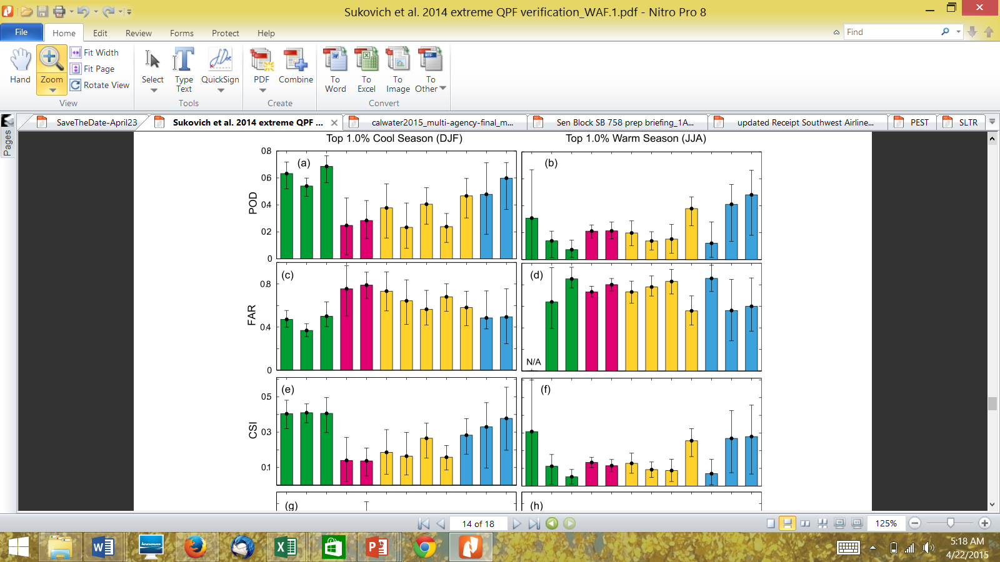 Sukovich et al. 2014 extreme QPF verification_WAF.1.pdf - Nitro Pro 8
File Home Edit Review Forms Protect Help
Find
Hand
Zoom
Fit Width
Fit Page
Rotate View
View
Select
Type Text
QuickSign
Tools
PDF
Combine
Create
To Word
To Excel
To Image
To Other
Convert
Pages
SaveTheDate-April23
Sukovich et al. 2014 extreme QPF ...
calwater2015_multi-agency-final_m...
Sen Block SB 758 prep briefing_1A...
updated Receipt Southwest Airline...
PEST
SLTR
Top 1.0% Cool Season (DJF)
Top 1.0% Warm Season (JJA)
POD
08
06
04
02
0
(a)
(b)
FAR
0.8
0.4
0
(c)
(d)
N/A
CSI
05
03
0.1
(e)
(f)
(g)
(h)
14 of 18
125%
5:18 AM
4/22/2015